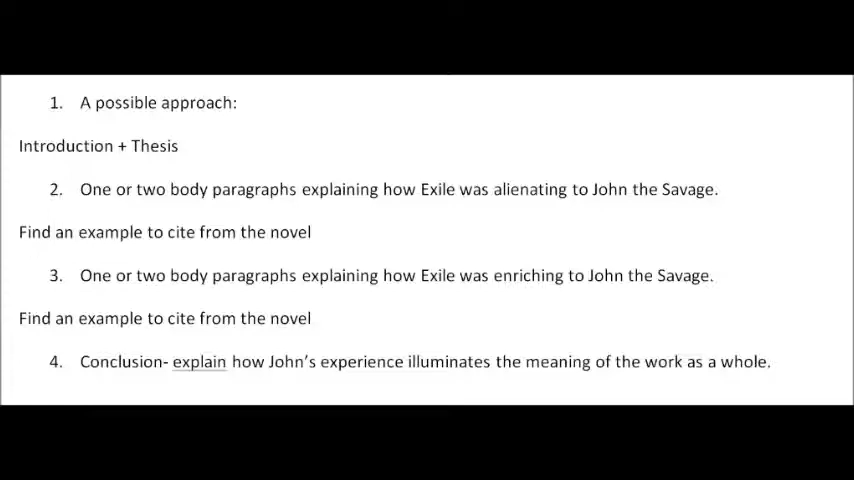 1. A possible approach:
Introduction + Thesis
2. One or two body paragraphs explaining how Exile was alienating to John the Savage.
Find an example to cite from the novel
3. One or two body paragraphs explaining how Exile was enriching to John the Savage.
Find an example to cite from the novel
4. Conclusion- explain how John's experience illuminates the meaning of the work as a whole.